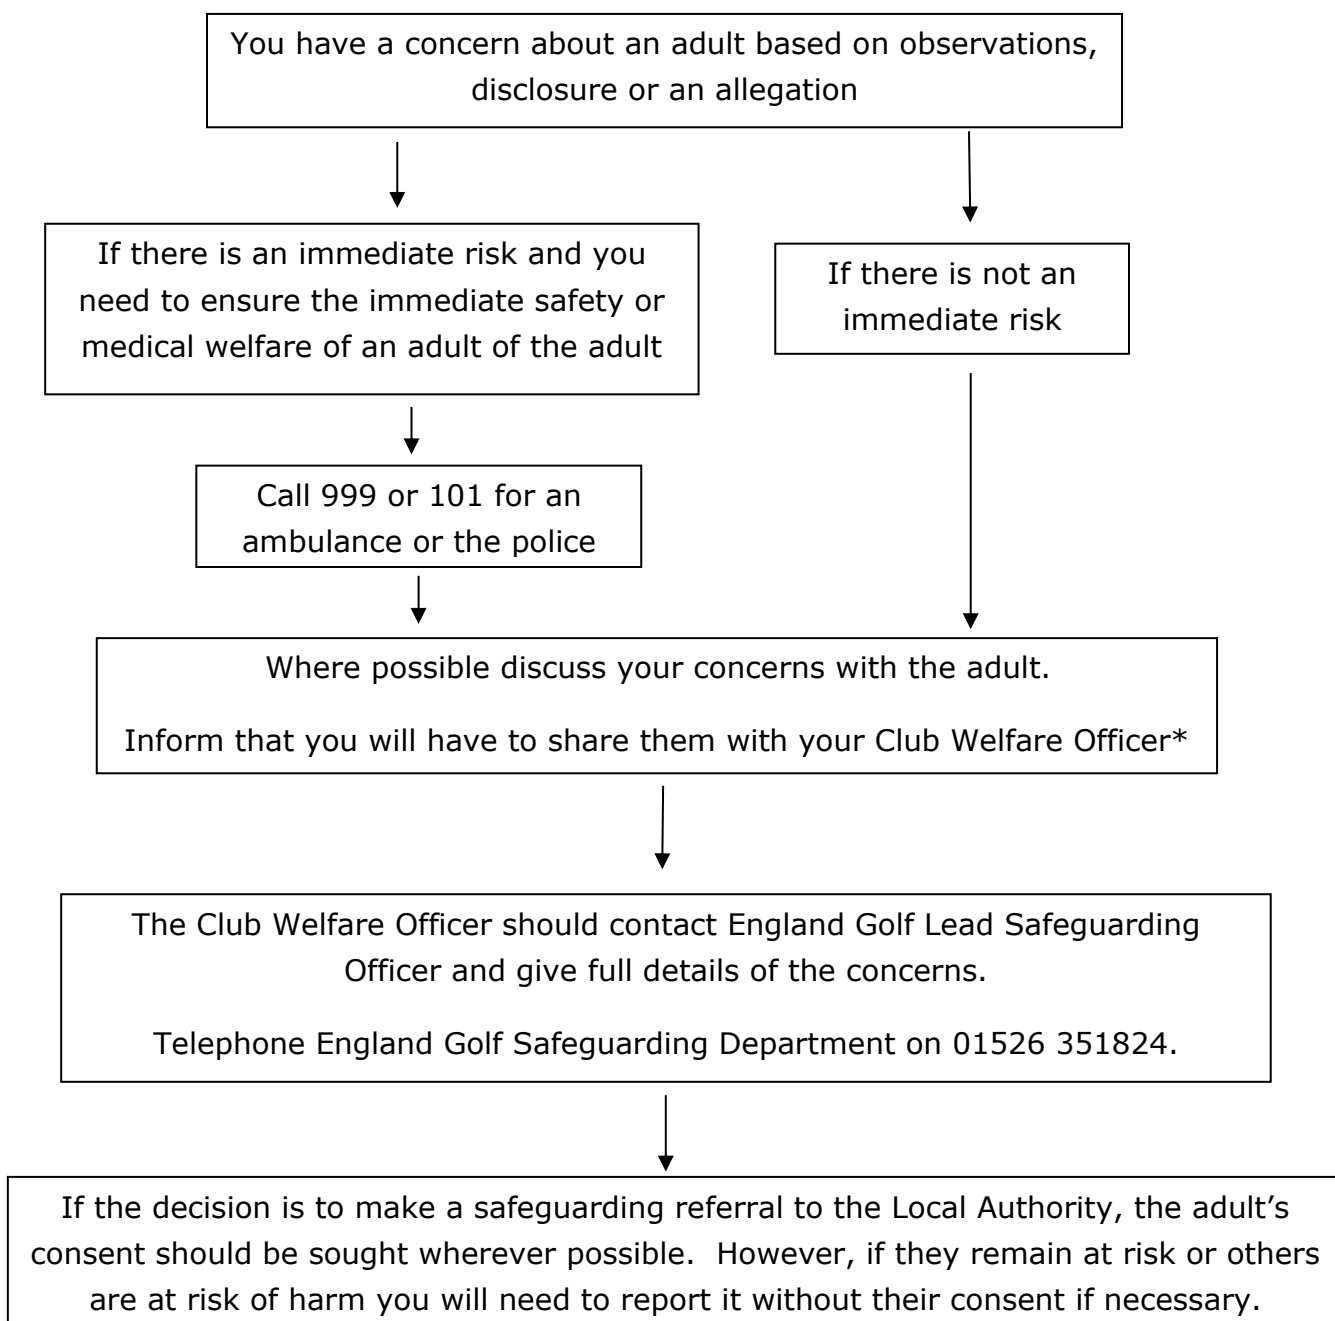 You have a concern about an adult based on observations,
disclosure or an allegation
If there is an immediate risk and you
need to ensure the immediate safety or
medical welfare of an adult of the adult
If there is not an
immediate risk
Call 999 or 101 for an
ambulance or the police
Where possible discuss your concerns with the adult.
Inform that you will have to share them with your Club Welfare Officer*
The Club Welfare Officer should contact England Golf Lead Safeguarding
Officer and give full details of the concerns.
Telephone England Golf Safeguarding Department on 01526 351824.
If the decision is to make a safeguarding referral to the Local Authority, the adult’s
consent should be sought wherever possible.  However, if they remain at risk or others
are at risk of harm you will need to report it without their consent if necessary.